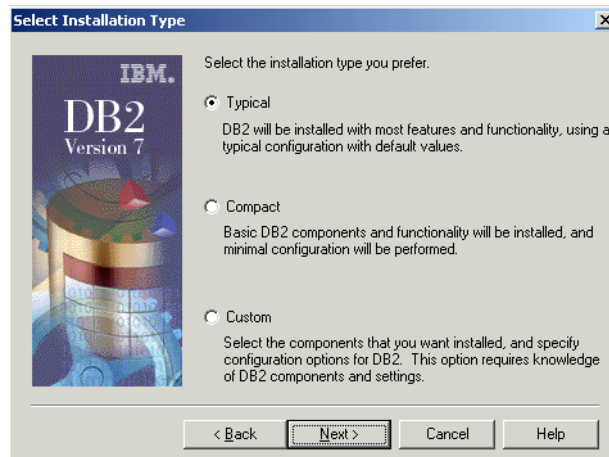 Select Installation Type
IBM.
DB2
Version 7
Select the installation type you prefer.
Typical
DB2 will be installed with most features and functionality, using a
typical configuration with default values.
Compact
Basic DB2 components and functionality will be installed, and
minimal configuration will be performed.
Custom
Select the components that you want installed, and specify
configuration options for DB2. This option requires knowledge
of DB2 components and settings.
< Back
Next >
Cancel
Help